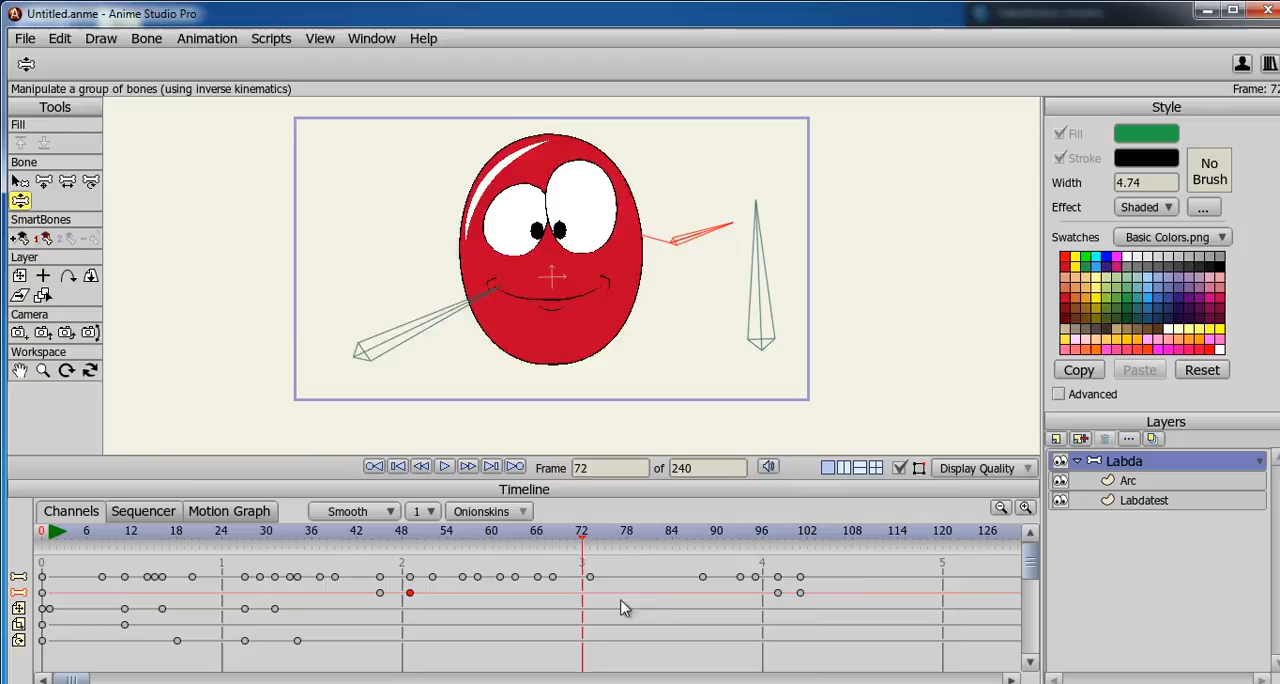 Untitled.anme - Anime Studio Pro
File Edit Draw Bone Animation Scripts View Window Help
Manipulate a group of bones (using inverse kinematics) Frame: 72
Tools
Fill
Bone
SmartBones
1 2
Layer
Camera
Workspace
Style
Fill
Stroke
No Brush
Width 4.74
Effect Shaded ...
Swatches Basic Colors.png
Copy Paste Reset
Advanced
Layers
Labda
Arc
Labdatest
Frame 72 of 240 Display Quality
Timeline
Channels Sequencer Motion Graph Smooth 1 Onionskins
0 6 12 18 24 30 36 42 48 54 60 66 72 78 84 90 96 102 108 114 120 126
0 1 2 3 4 5